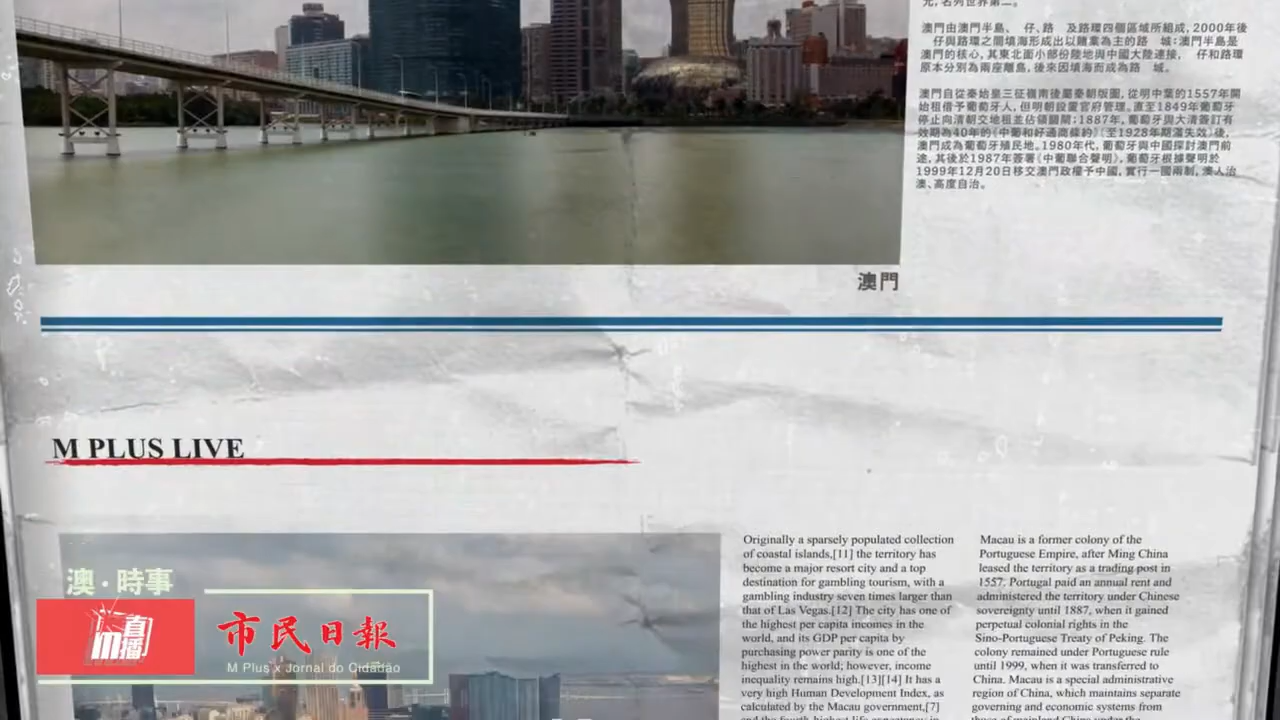 元，名列世界第二。
澳門由澳門半島、 仔、路 及路環四個區域所組成，2000年後
仔與路環之間填海形成出以賭業為主的路 城；澳門半島是
澳門的核心，其東北面小部份陸地與中國大陸連接， 仔和路環
原本分別為兩座離島，後來因填海而成為路 城。
澳門自從秦始皇三征嶺南後屬秦朝版圖，從明中葉的1557年開
始租借予葡萄牙人，但明朝設置官府管理。直至1849年葡萄牙
停止向清朝交地租並佔領關閘；1887年，葡萄牙與大清簽訂有
效期為40年的《中葡和好通商條約》（至1928年期滿失效）後，
澳門成為葡萄牙殖民地。1980年代，葡萄牙與中國探討澳門前
途，其後於1987年簽署《中葡聯合聲明》，葡萄牙根據聲明於
1999年12月20日移交澳門政權予中國，實行一國兩制，澳人治
澳、高度自治。
澳門
M PLUS LIVE
Originally a sparsely populated collection
of coastal islands,[11] the territory has
become a major resort city and a top
destination for gambling tourism, with a
gambling industry seven times larger than
that of Las Vegas.[12] The city has one of
the highest per capita incomes in the
world, and its GDP per capita by
purchasing power parity is one of the
highest in the world; however, income
inequality remains high.[13][14] It has a
very high Human Development Index, as
calculated by the Macau government,[7]
and the fourth-highest life expectancy in
Macau is a former colony of the
Portuguese Empire, after Ming China
leased the territory as a trading post in
1557. Portugal paid an annual rent and
administered the territory under Chinese
sovereignty until 1887, when it gained
perpetual colonial rights in the
Sino-Portuguese Treaty of Peking. The
colony remained under Portuguese rule
until 1999, when it was transferred to
China. Macau is a special administrative
region of China, which maintains separate
governing and economic systems from
those of mainland China under the
澳·時事
m直播
市民日報
M Plus x Jornal do Cidadão